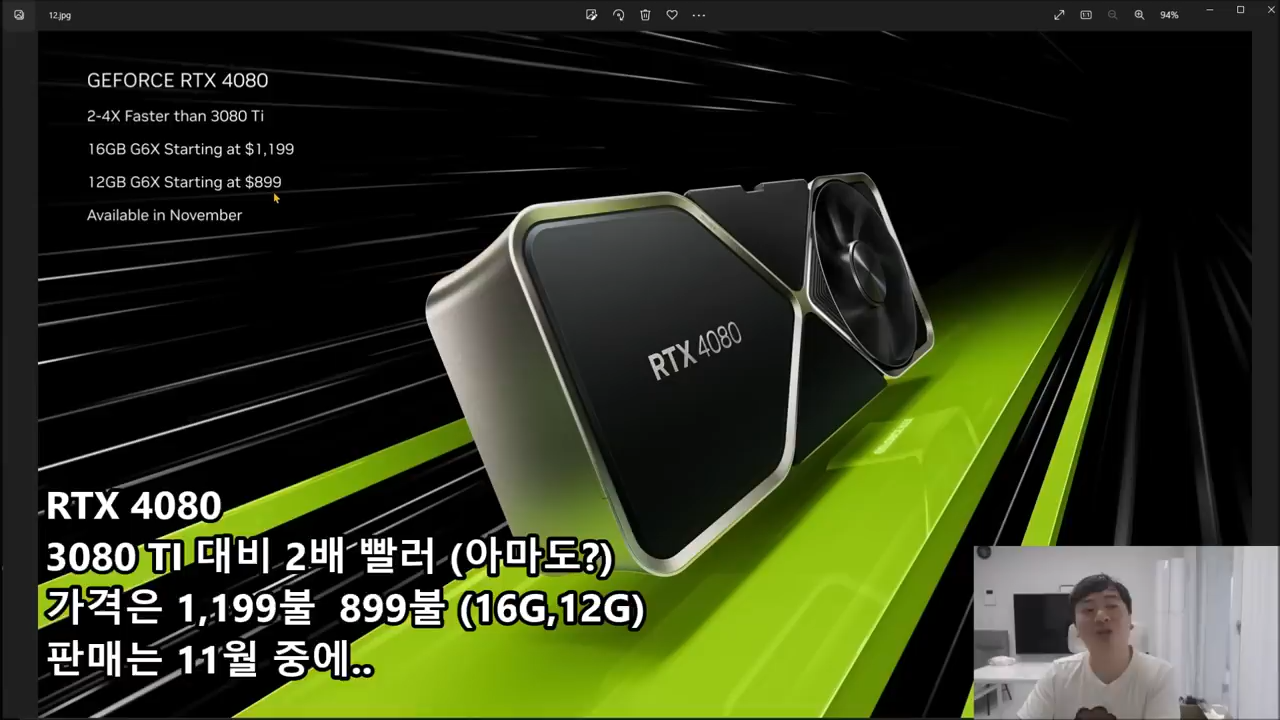 12.jpg
94%
GEFORCE RTX 4080
2-4X Faster than 3080 Ti
16GB G6X Starting at $1,199
12GB G6X Starting at $899
Available in November
RTX 4080
RTX 4080
3080 TI 대비 2배 빨러 (아마도?)
가격은 1,199불 899불 (16G,12G)
판매는 11월 중에..